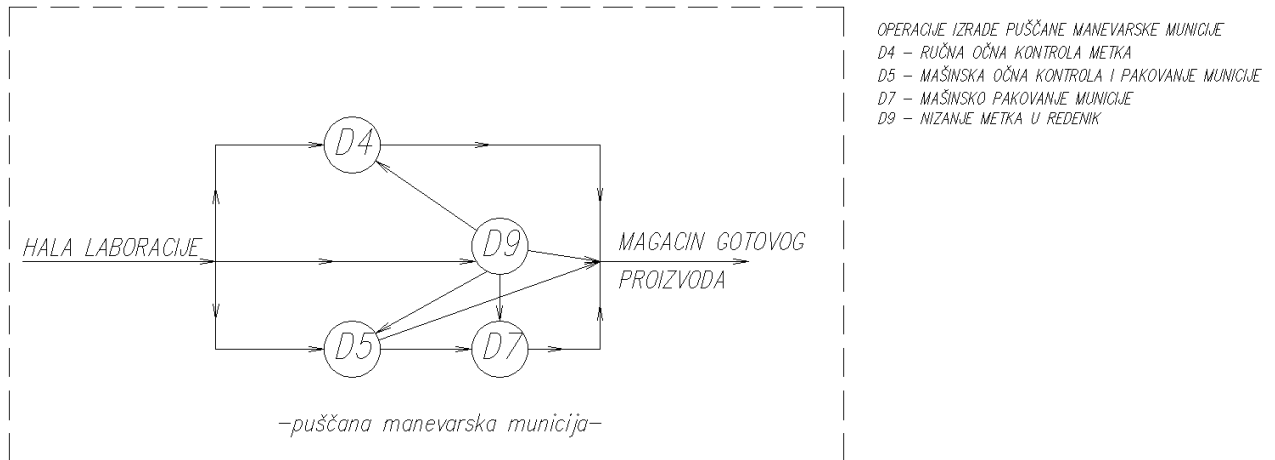 OPERACIJE IZRADE PUŠČANE MANEVARSKE MUNICIJE
D4 – RUČNA OČNA KONTROLA METKA
D5 – MAŠINSKA OČNA KONTROLA I PAKOVANJE MUNICIJE
D7 – MAŠINSKO PAKOVANJE MUNICIJE
D9 – NIZANJE METKA U REDENIK
D4
HALA LABORACIJE
D9
MAGACIN GOTOVOG
PROIZVODA
D5
D7
–puščana manevarska municija–